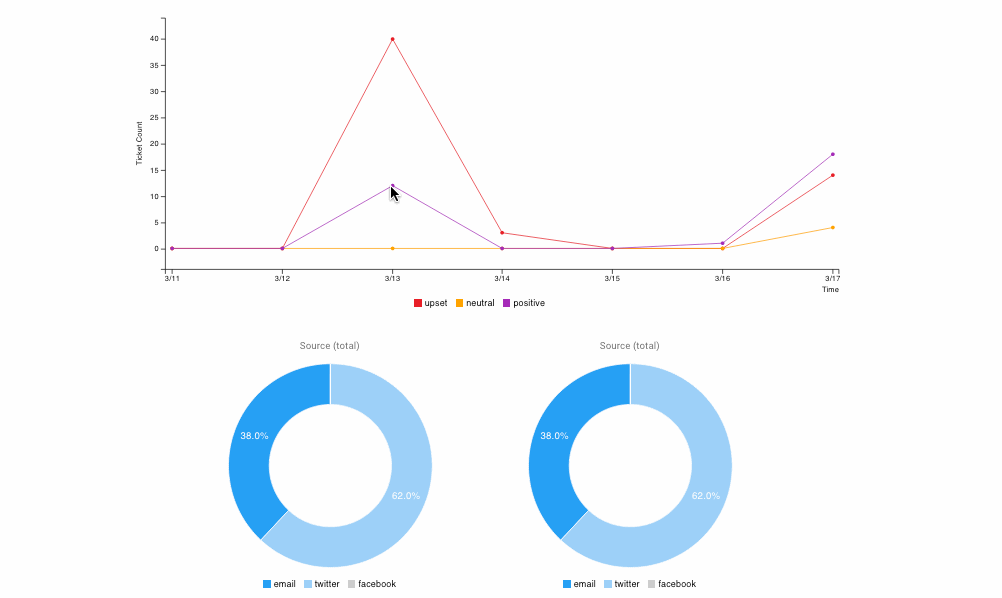 40
35
30
25
20
15
10
5
0
Ticket Count
3/11 3/12 3/13 3/14 3/15 3/16 3/17
Time
upset neutral positive
Source (total) Source (total)
38.0% 38.0%
62.0% 62.0%
email twitter facebook email twitter facebook